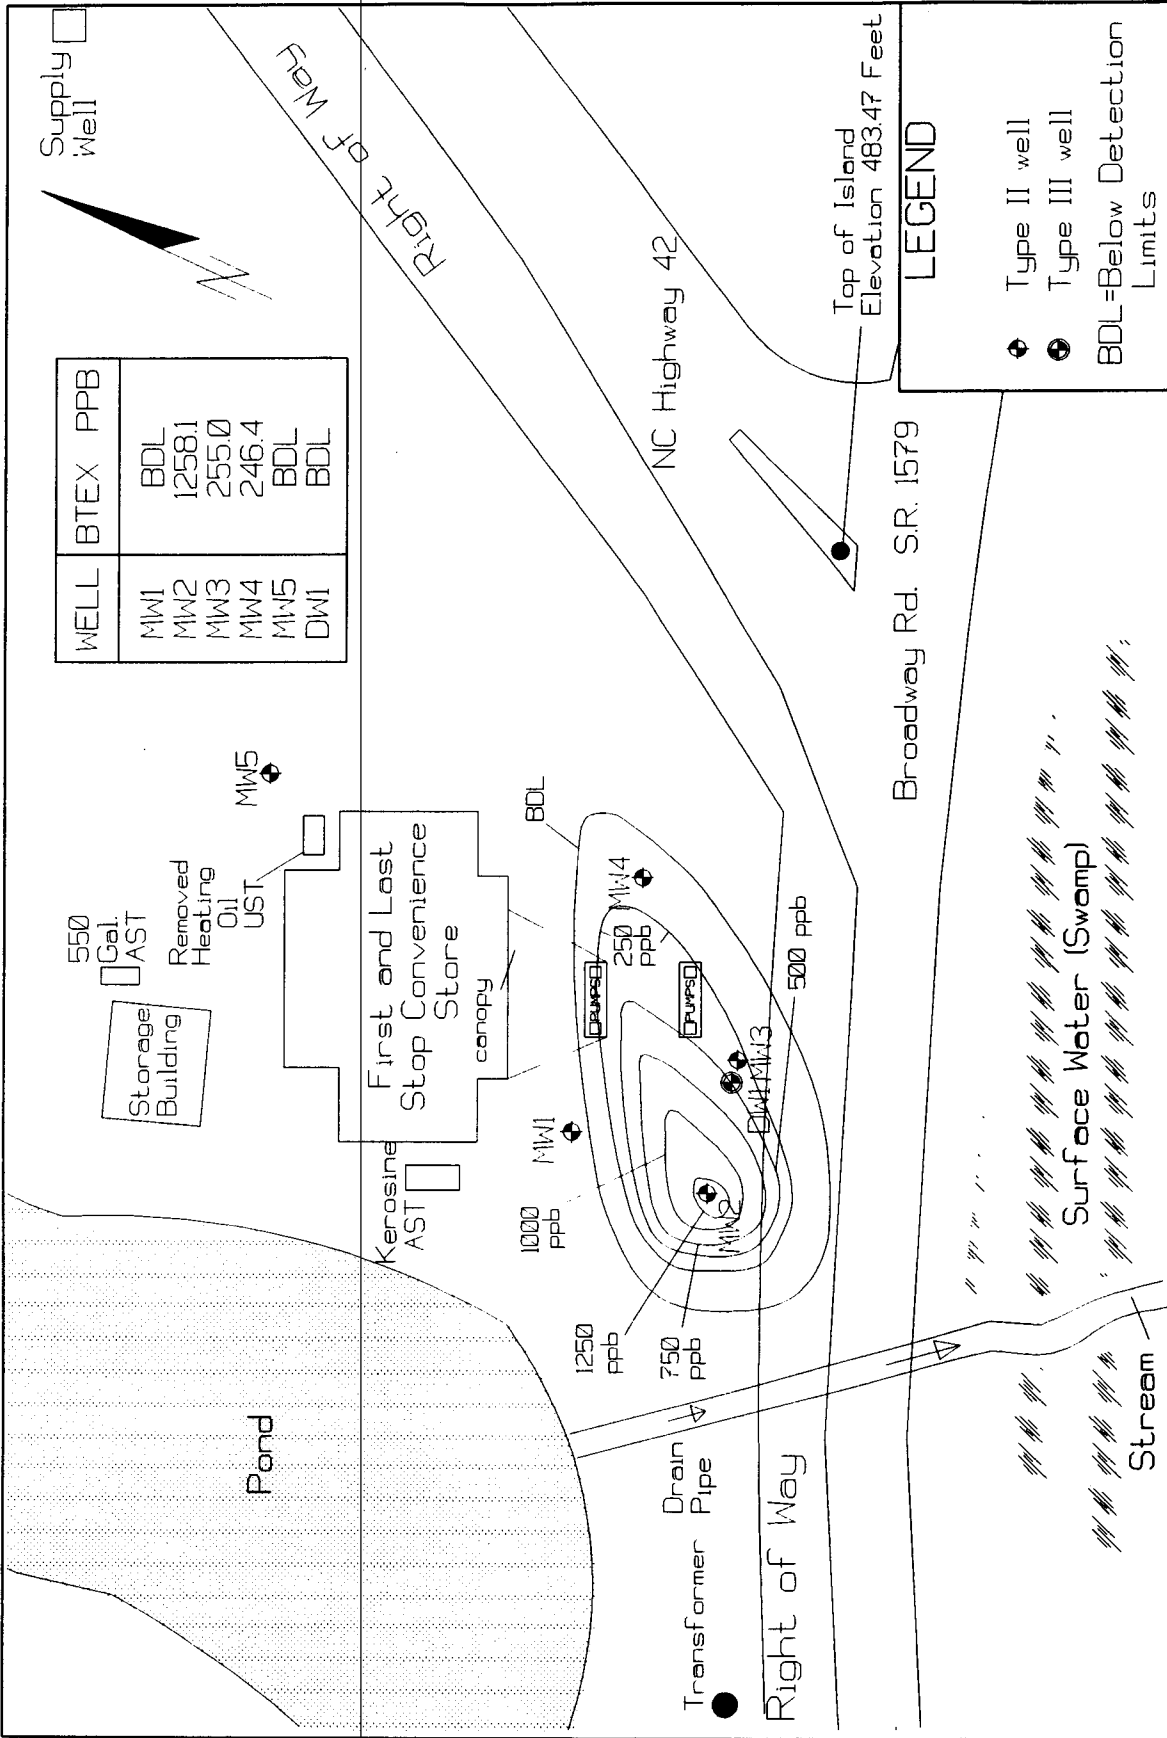 Supply
Well
Right of Way
WELL BTEX PPB
MW1 BDL
MW2 1258.1
MW3 255.0
MW4 246.4
MW5 BDL
DW1 BDL
MW5
550
Gal.
AST
Removed
Heating
Oil
UST
Storage
Building
First and Last
Stop Convenience
Store
canopy
Kerosine
AST
Pond
MW1
BDL
MW4
250
ppb
PUMPS
PUMPS
500 ppb
DW1 MW3
1000
ppb
MW2
1250
ppb
750
ppb
Drain
Pipe
Transformer
Right of Way
NC Highway 42
Top of Island
Elevation 483.47 Feet
Broadway Rd. S.R. 1579
Surface Water (Swamp)
Stream
LEGEND
Type II well
Type III well
BDL=Below Detection
Limits